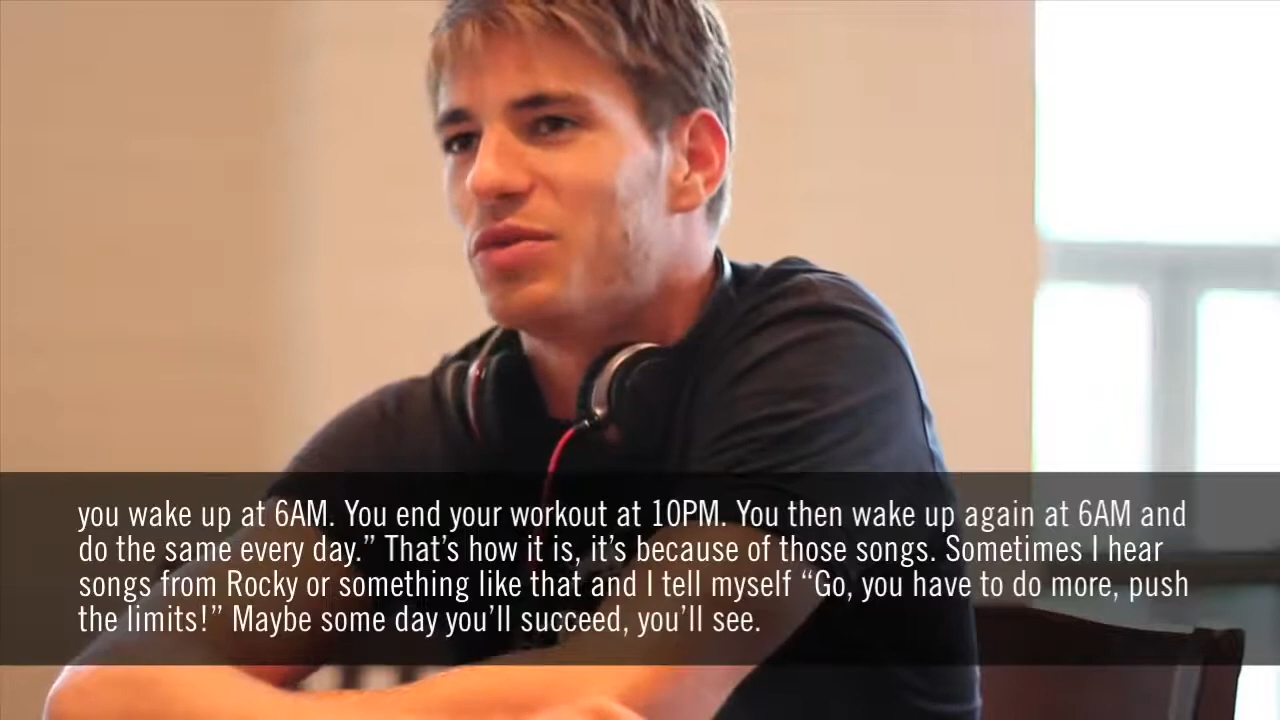 you wake up at 6AM. You end your workout at 10PM. You then wake up again at 6AM and
do the same every day.” That’s how it is, it’s because of those songs. Sometimes I hear
songs from Rocky or something like that and I tell myself “Go, you have to do more, push
the limits!” Maybe some day you’ll succeed, you’ll see.